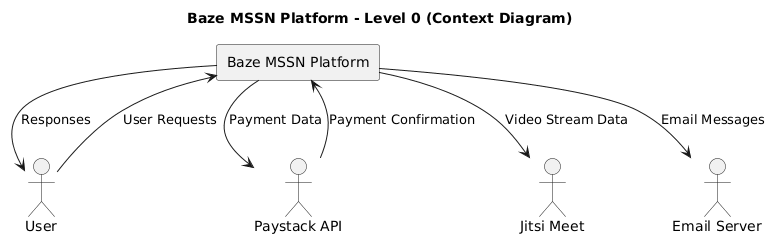 Baze MSSN Platform - Level 0 (Context Diagram)
Baze MSSN Platform
Responses
User Requests
Payment Data
Payment Confirmation
Video Stream Data
Email Messages
User
Paystack API
Jitsi Meet
Email Server